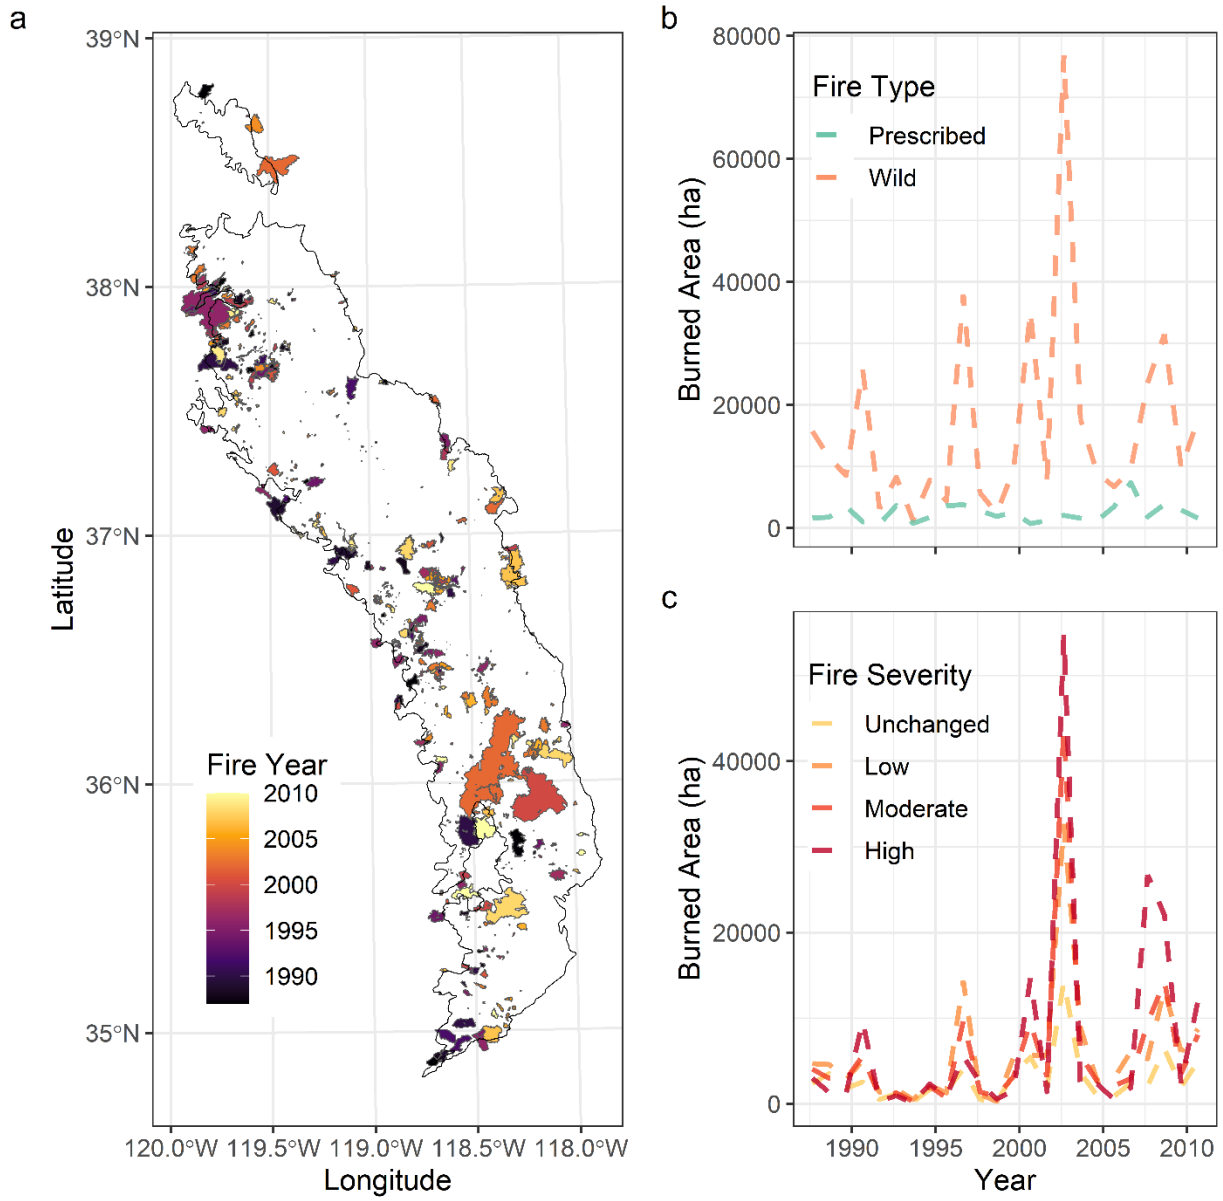 a
39°N
38°N
37°N
36°N
35°N
Latitude
Fire Year
2010
2005
2000
1995
1990
120.0°W
119.5°W
119.0°W
118.5°W
118.0°W
Longitude
b
80000
60000
40000
20000
0
Burned Area (ha)
Fire Type
Prescribed
Wild
c
40000
20000
0
Burned Area (ha)
Fire Severity
Unchanged
Low
Moderate
High
1990
1995
2000
2005
2010
Year